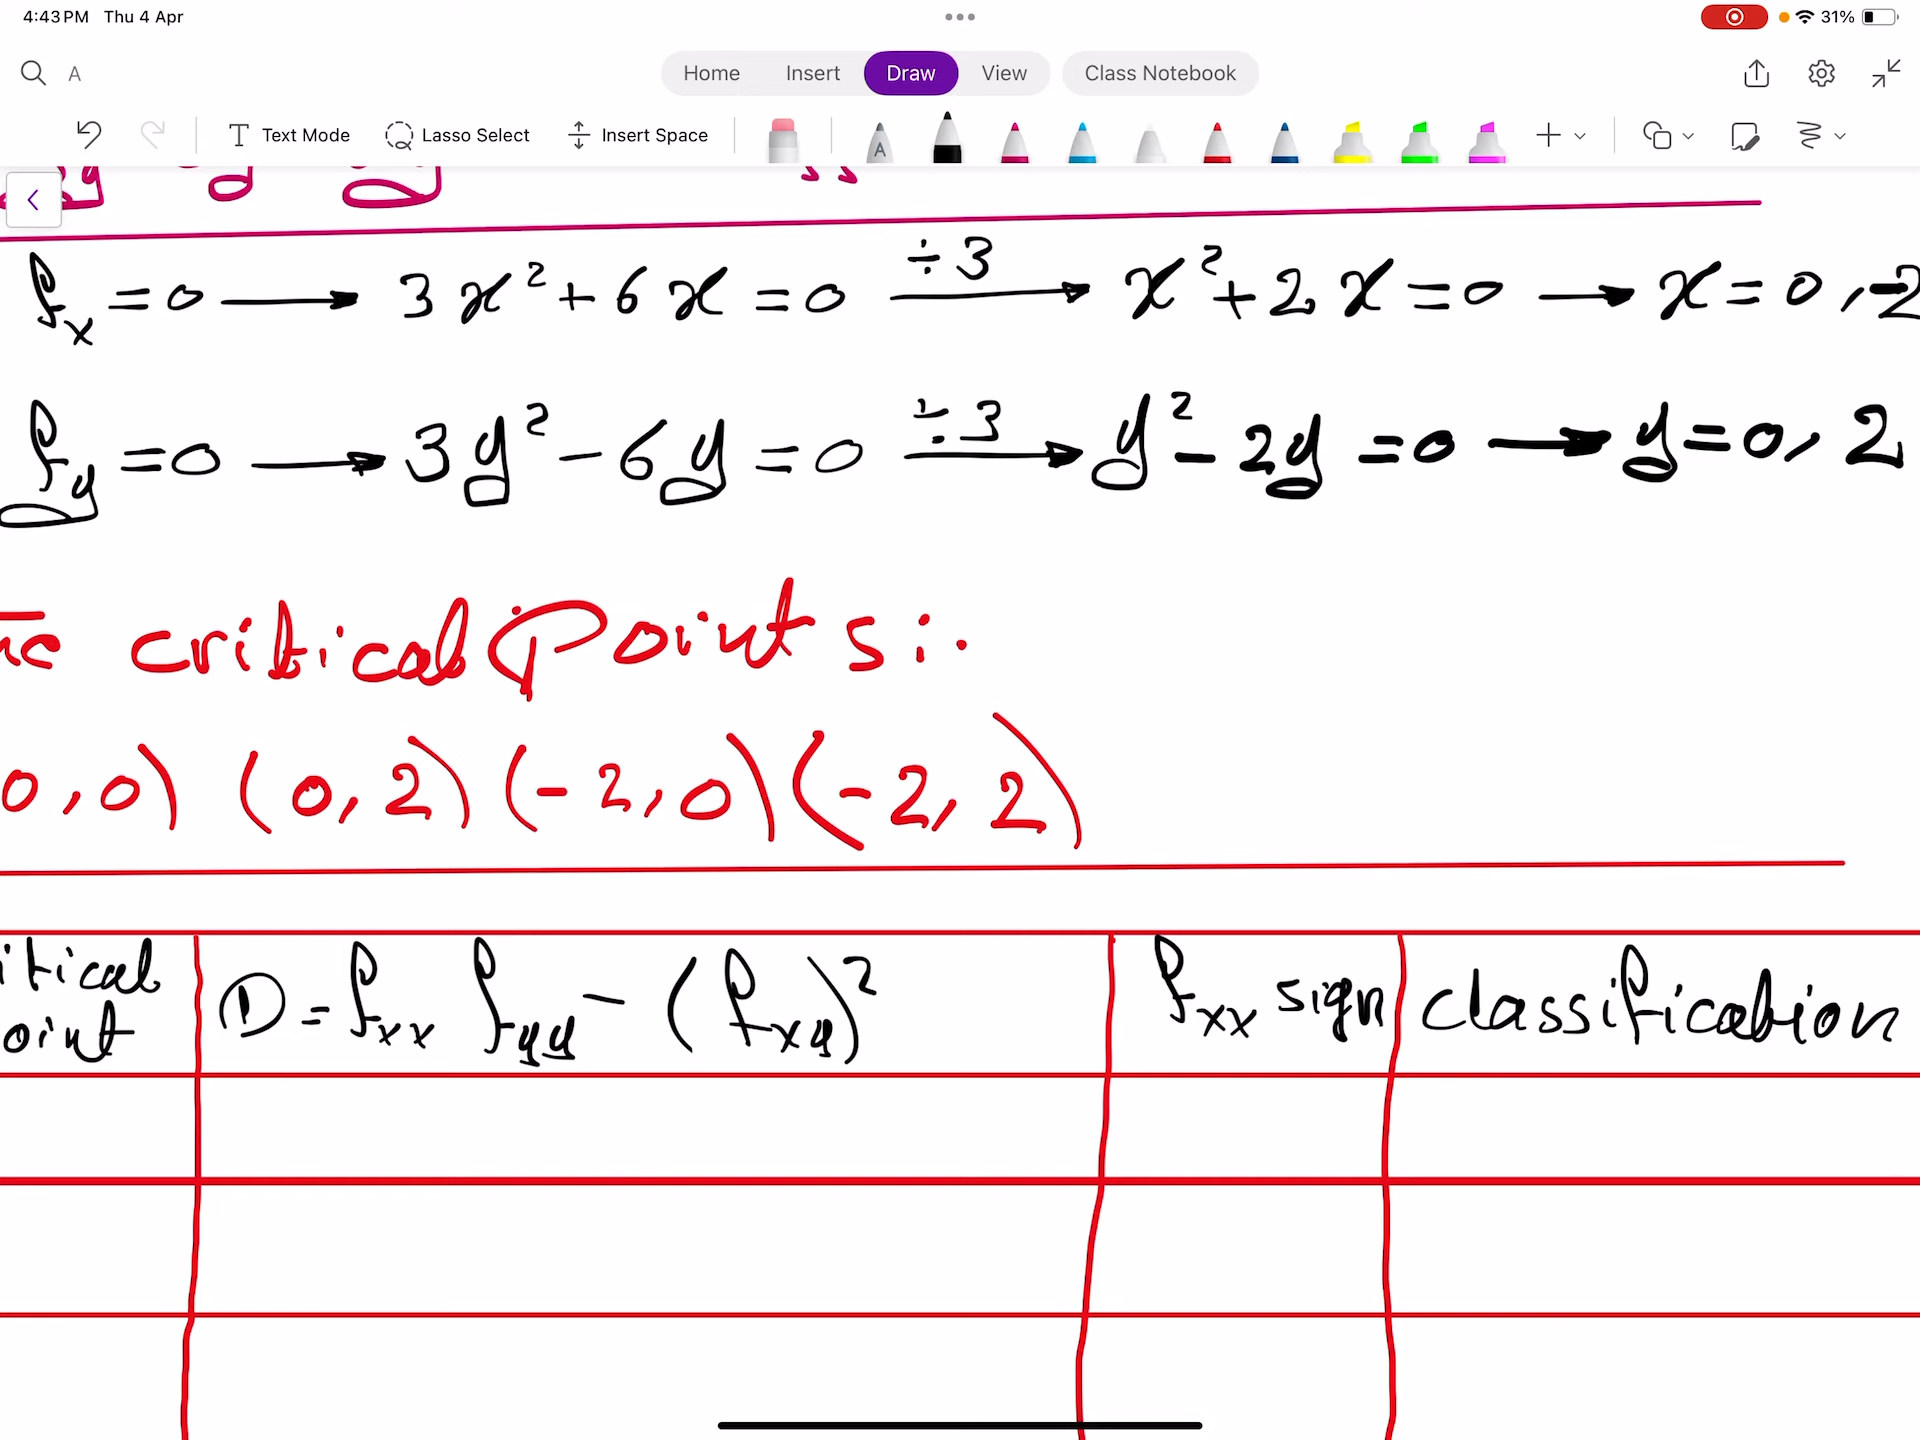 4:43 PM Thu 4 Apr
31%
A
Home Insert Draw View Class Notebook
Text Mode Lasso Select Insert Space A
fx = 0 → 3x² + 6x = 0 ÷3 → x² + 2x = 0 → x = 0, -2
fy = 0 → 3y² - 6y = 0 ÷3 → y² - 2y = 0 → y = 0, 2
critical Points:
0,0) (0,2) (-2,0) (-2,2)
itical
oint
D = fxx fyy - (fxy)²
fxx sign
classification